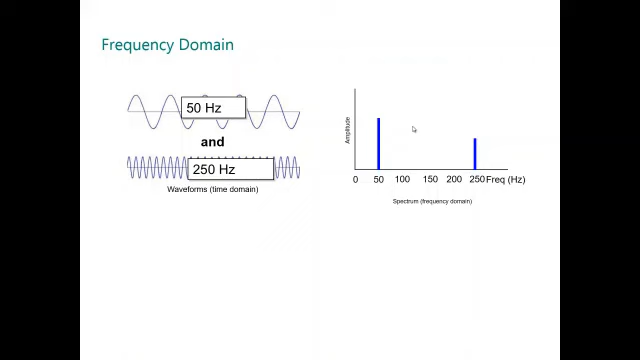 Frequency Domain
50 Hz
and
250 Hz
Waveforms (time domain)
Amplitude
0 50 100 150 200 250 Freq (Hz)
Spectrum (frequency domain)